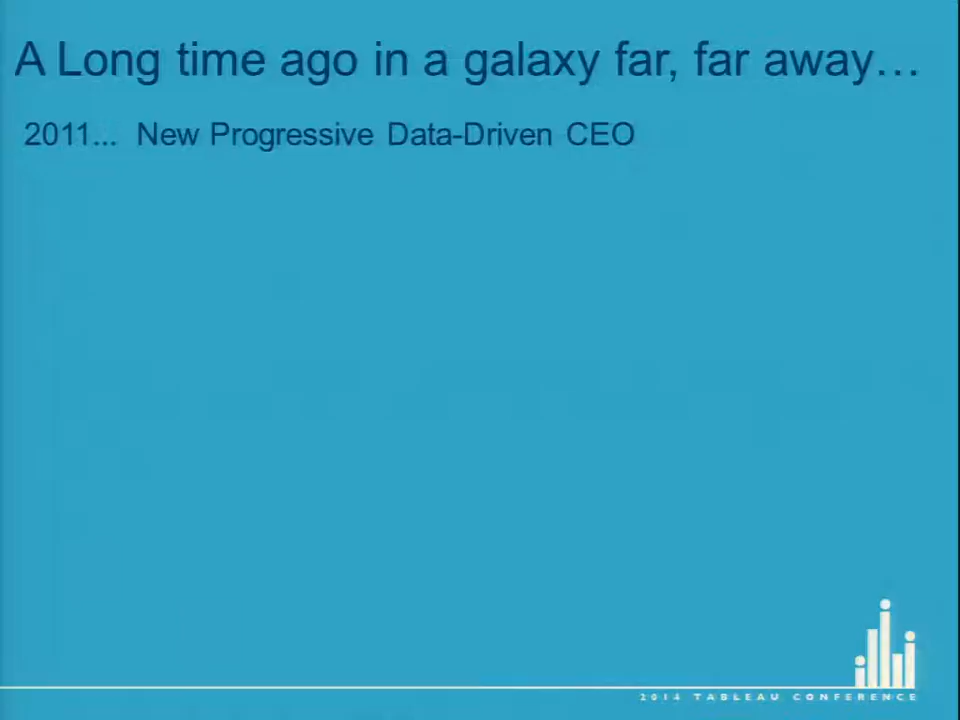 A Long time ago in a galaxy far, far away…
2011... New Progressive Data-Driven CEO
2014 TABLEAU CONFERENCE